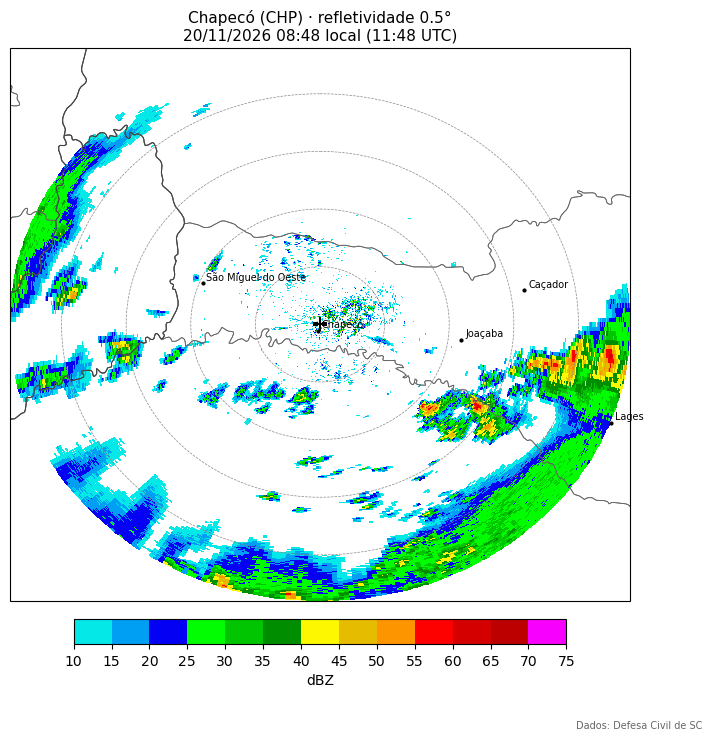 Chapecó (CHP) · refletividade 0.5°
20/11/2026 08:48 local (11:48 UTC)
São Miguel do Oeste
Caçador
Chapecó
Joaçaba
Lages
10 15 20 25 30 35 40 45 50 55 60 65 70 75
dBZ
Dados: Defesa Civil de SC